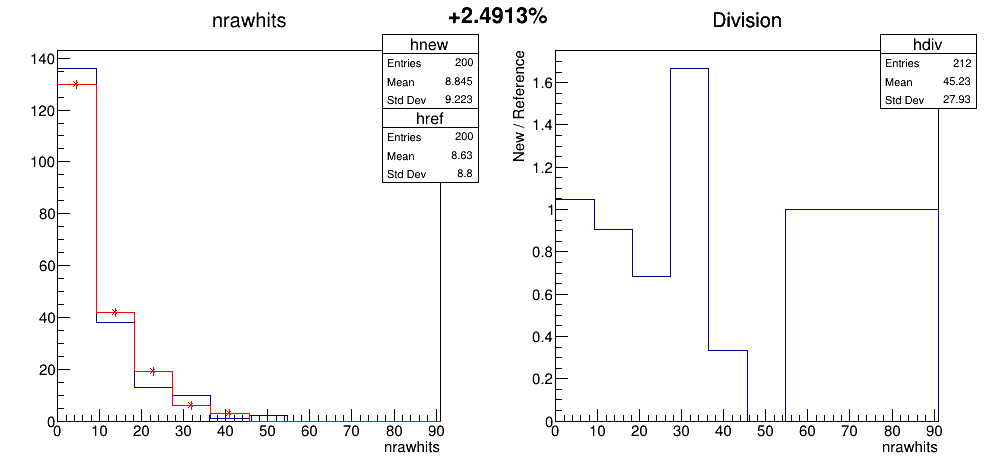 +2.4913%
nrawhits
hnew
Entries 200
Mean 8.845
Std Dev 9.223
href
Entries 200
Mean 8.63
Std Dev 8.8
140
120
100
80
60
40
20
0
0 10 20 30 40 50 60 70 80 90
nrawhits
Division
hdiv
Entries 212
Mean 45.23
Std Dev 27.93
New / Reference
1.6
1.4
1.2
1
0.8
0.6
0.4
0.2
0
0 10 20 30 40 50 60 70 80 90
nrawhits